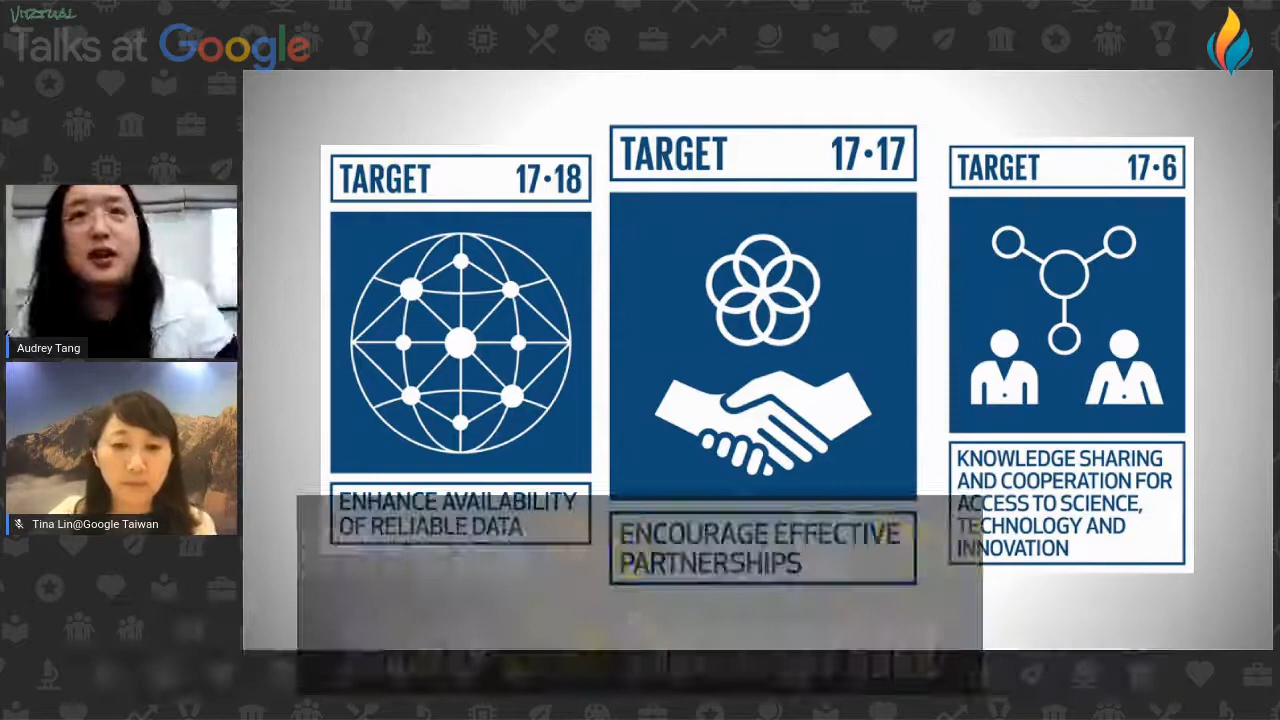 VIRTUAL
Talks at Google
TARGET 17·18
ENHANCE AVAILABILITY
OF RELIABLE DATA
TARGET 17·17
ENCOURAGE EFFECTIVE
PARTNERSHIPS
TARGET 17·6
KNOWLEDGE SHARING
AND COOPERATION FOR
ACCESS TO SCIENCE,
TECHNOLOGY AND
INNOVATION
Audrey Tang
Tina Lin@Google Taiwan